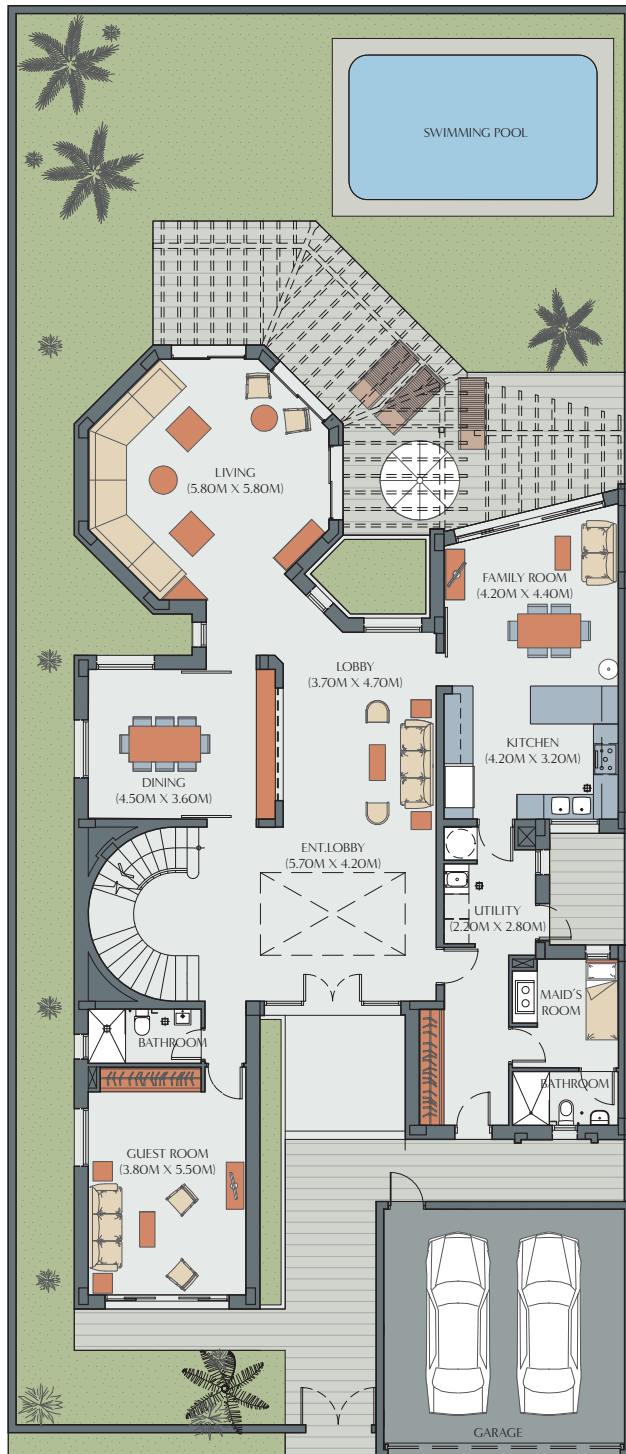 SWIMMING POOL
LIVING
(5.80M X 5.80M)
FAMILY ROOM
(4.20M X 4.40M)
LOBBY
(3.70M X 4.70M)
KITCHEN
(4.20M X 3.20M)
DINING
(4.50M X 3.60M)
ENT.LOBBY
(5.70M X 4.20M)
UTILITY
(2.20M X 2.80M)
MAID'S
ROOM
BATHROOM
BATHROOM
GUEST ROOM
(3.80M X 5.50M)
GARAGE